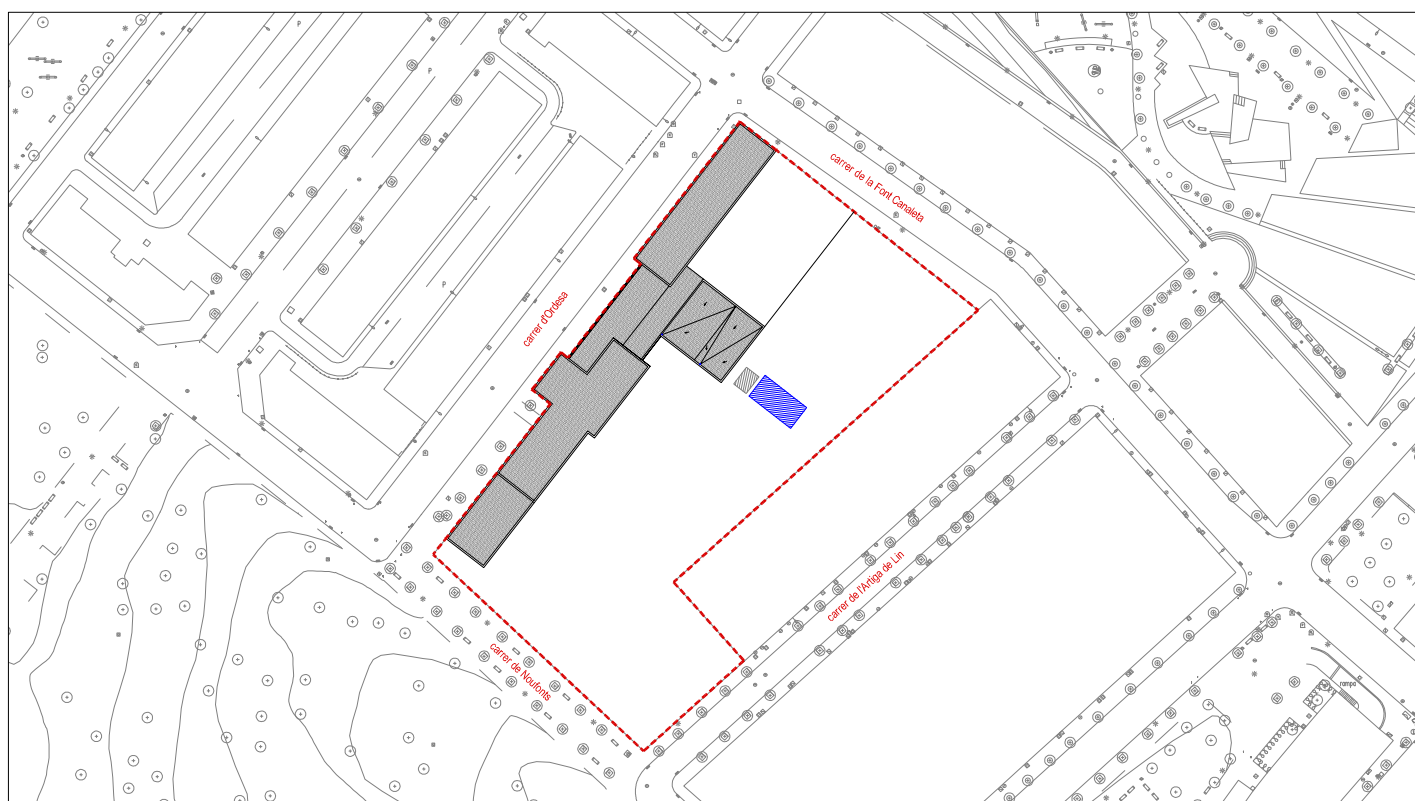 carrer de la Font Canaleta
carrer d'Ordesa
carrer de l'Artiga de Lin
carrer de Noufonts
rampa
P
P
P